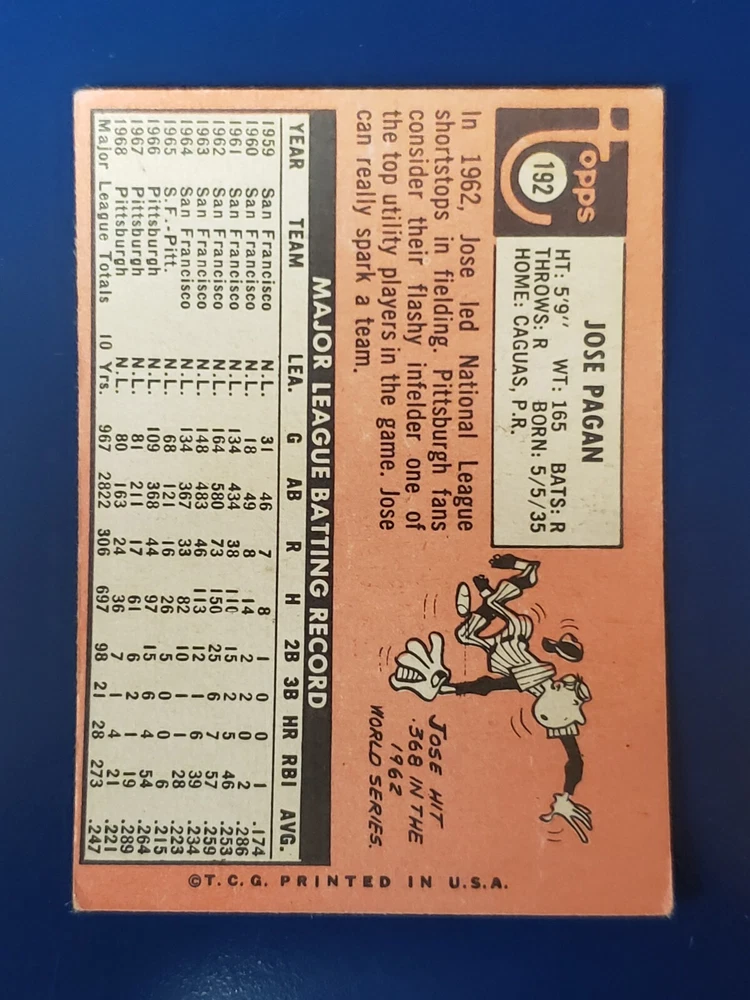 Topps
192
JOSE PAGAN
HT: 5'9" WT: 165 BATS: R
THROWS: R BORN: 5/5/35
HOME: CAGUAS, P.R.
In 1962, Jose led National League
shortstops in fielding. Pittsburgh fans
consider their flashy infelder one of
the top utility players in the game. Jose
can really spark a team.
JOSE HIT
.368 IN THE
1962
WORLD SERIES.
MAJOR LEAGUE BATTING RECORD
YEAR TEAM LEA. G AB R H 2B 3B HR RBI AVG.
1959 San Francisco N.L. 31 46 7 8 1 0 0 1 .174
1960 San Francisco N.L. 18 49 8 14 2 2 0 2 .286
1961 San Francisco N.L. 134 434 38 110 15 2 5 46 .253
1962 San Francisco N.L. 164 580 73 150 25 6 7 57 .259
1963 San Francisco N.L. 148 483 46 113 12 1 6 39 .234
1964 San Francisco N.L. 134 367 33 82 10 1 1 28 .223
1965 S.F.-Pitt. N.L. 68 121 16 26 5 0 0 6 .215
1966 Pittsburgh N.L. 109 368 44 97 15 6 4 54 .264
1967 Pittsburgh N.L. 81 211 17 61 6 2 1 19 .289
1968 Pittsburgh N.L. 80 163 24 36 7 1 4 21 .221
Major League Totals 10 Yrs. 967 2822 306 697 98 21 28 273 .247
©T.C.G. PRINTED IN U.S.A.